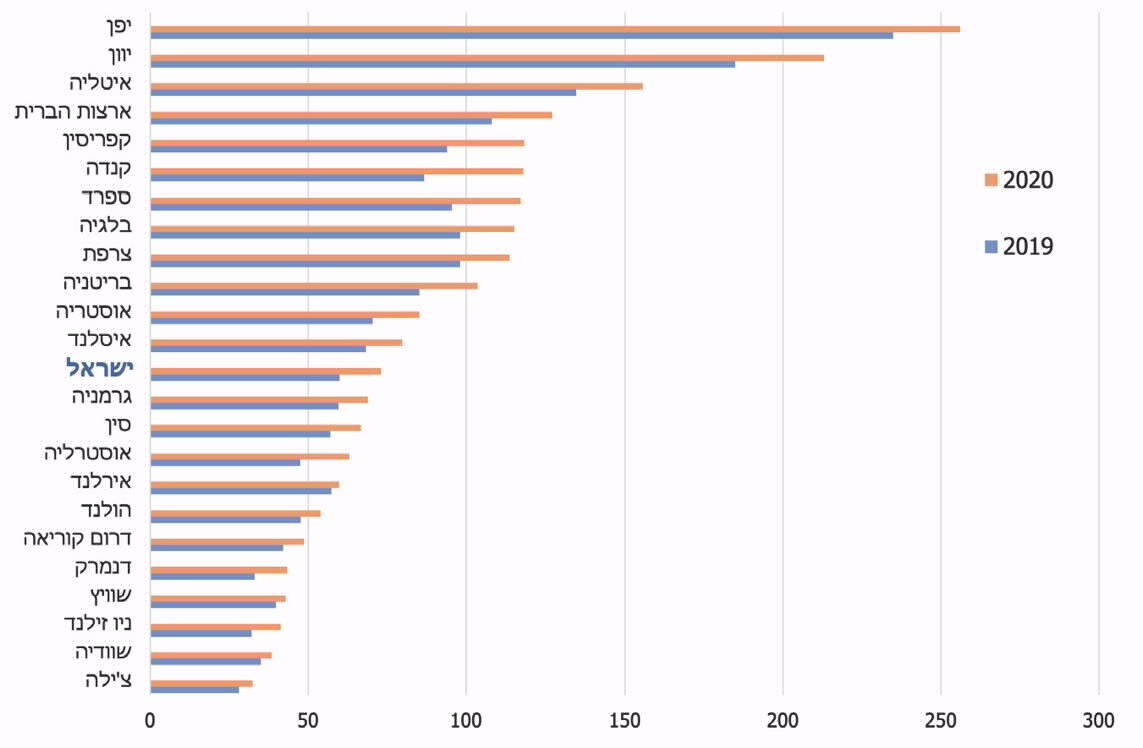 יפן
יוון
איטליה
ארצות הברית
קפריסין
קנדה
ספרד
בלגיה
צרפת
בריטניה
אוסטריה
איסלנד
ישראל
גרמניה
סין
אוסטרליה
אירלנד
הולנד
דרום קוריאה
דנמרק
שוויץ
ניו זילנד
שוודיה
צ'ילה
2020
2019
0 50 100 150 200 250 300